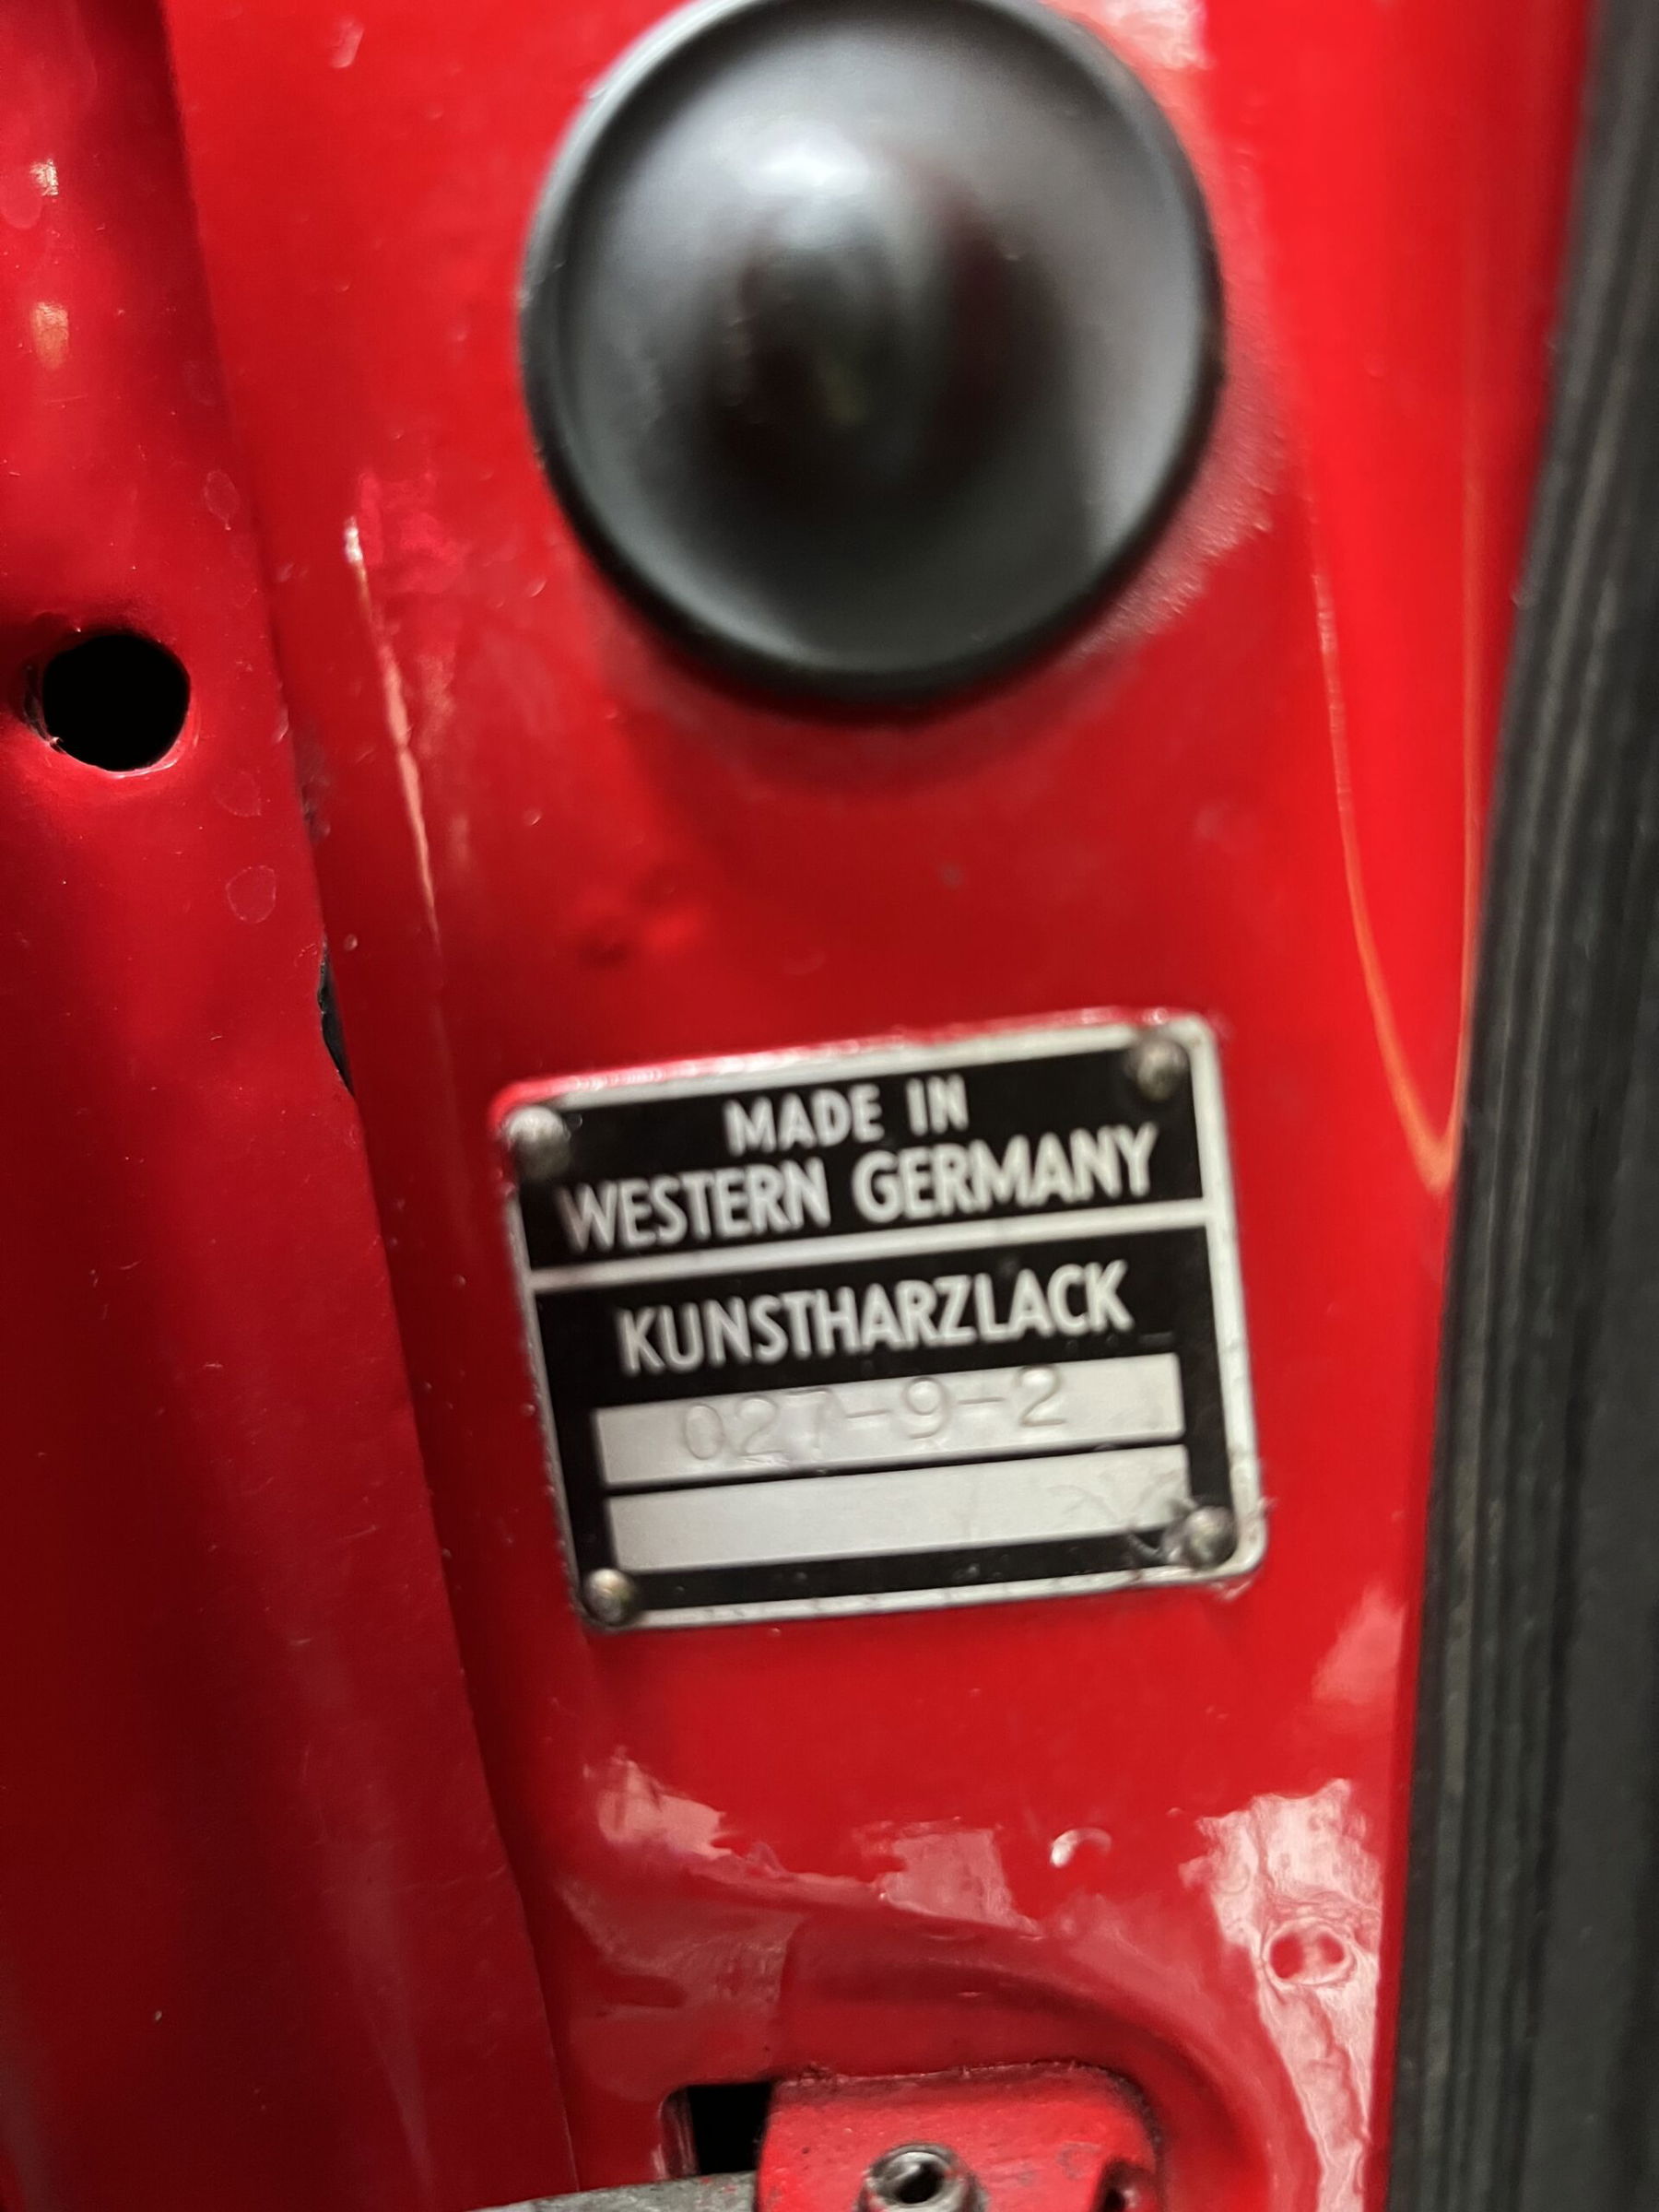 MADE IN
WESTERN GERMANY
KUNSTHARZLACK
027-9-2